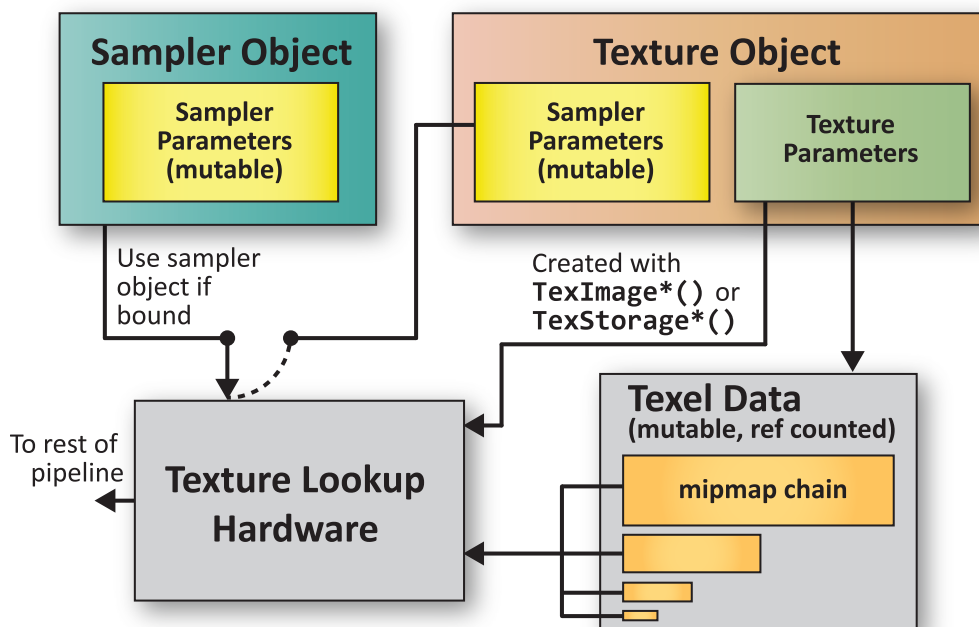 Sampler Object
Sampler
Parameters
(mutable)
Texture Object
Sampler
Parameters
(mutable)
Texture
Parameters
Use sampler
object if
bound
Created with
TexImage*() or
TexStorage*()
Texel Data
(mutable, ref counted)
mipmap chain
To rest of
pipeline
Texture Lookup
Hardware